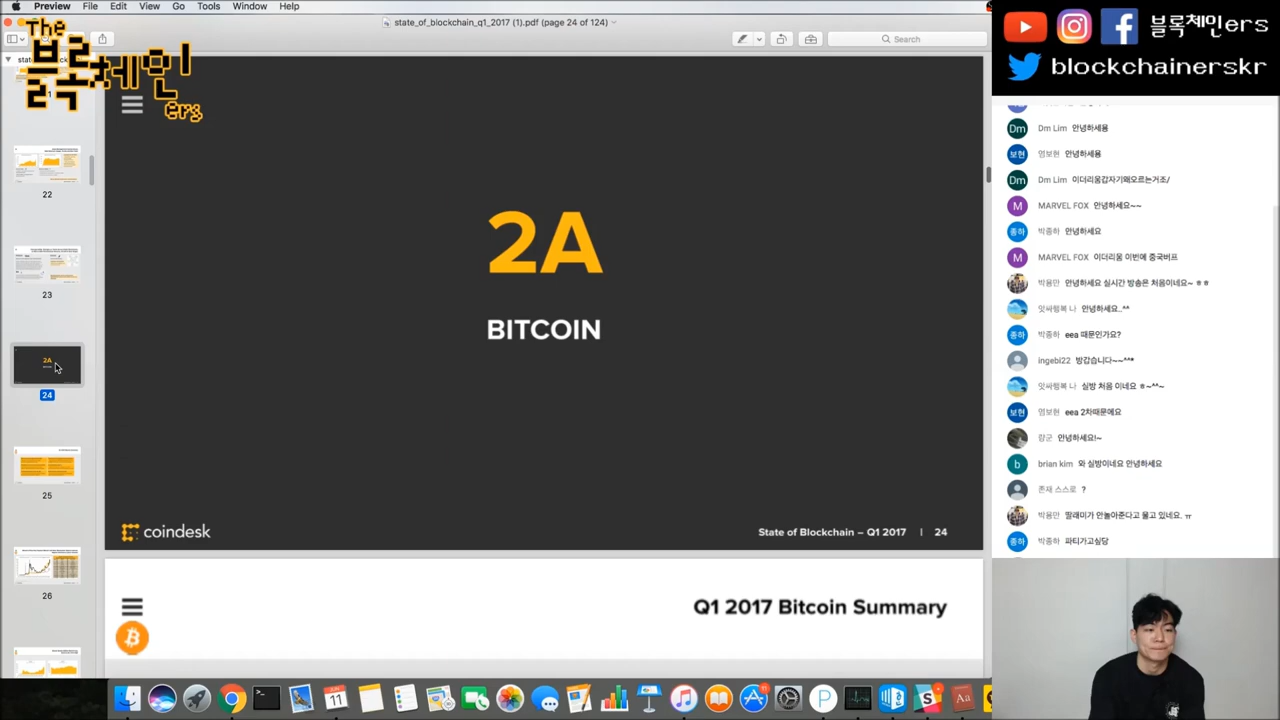 Preview File Edit View Go Tools Window Help
state_of_blockchain_q1_2017 (1).pdf (page 24 of 124)
Search
The
블록체인
ers
22
23
2A
24
25
26
2A
BITCOIN
coindesk
State of Blockchain – Q1 2017 | 24
Q1 2017 Bitcoin Summary
블록체인ers
blockchainerskr
Dm Lim 안녕하세용
염보현 안녕하세용
Dm Lim 이더리움갑자기왜오르는거조/
MARVEL FOX 안녕하세요~~
박종하 안녕하세요
MARVEL FOX 이더리움 이번에 중국버프
박용만 안녕하세요 실시간 방송은 처음이네요~ ㅎㅎ
앗싸행복 나 안녕하세요..^^
박종하 eea 때문인가요?
ingebi22 방갑습니다~~^^*
앗싸행복 나 실방 처음 이네요 ㅎ~^^~
염보현 eea 2차때문에요
람군 안녕하세요!~
brian kim 와 실방이네요 안녕하세요
존재 스스로 ?
박용만 딸래미가 안놀아준다고 울고 있네요. ㅠ
박종하 파티가고싶당